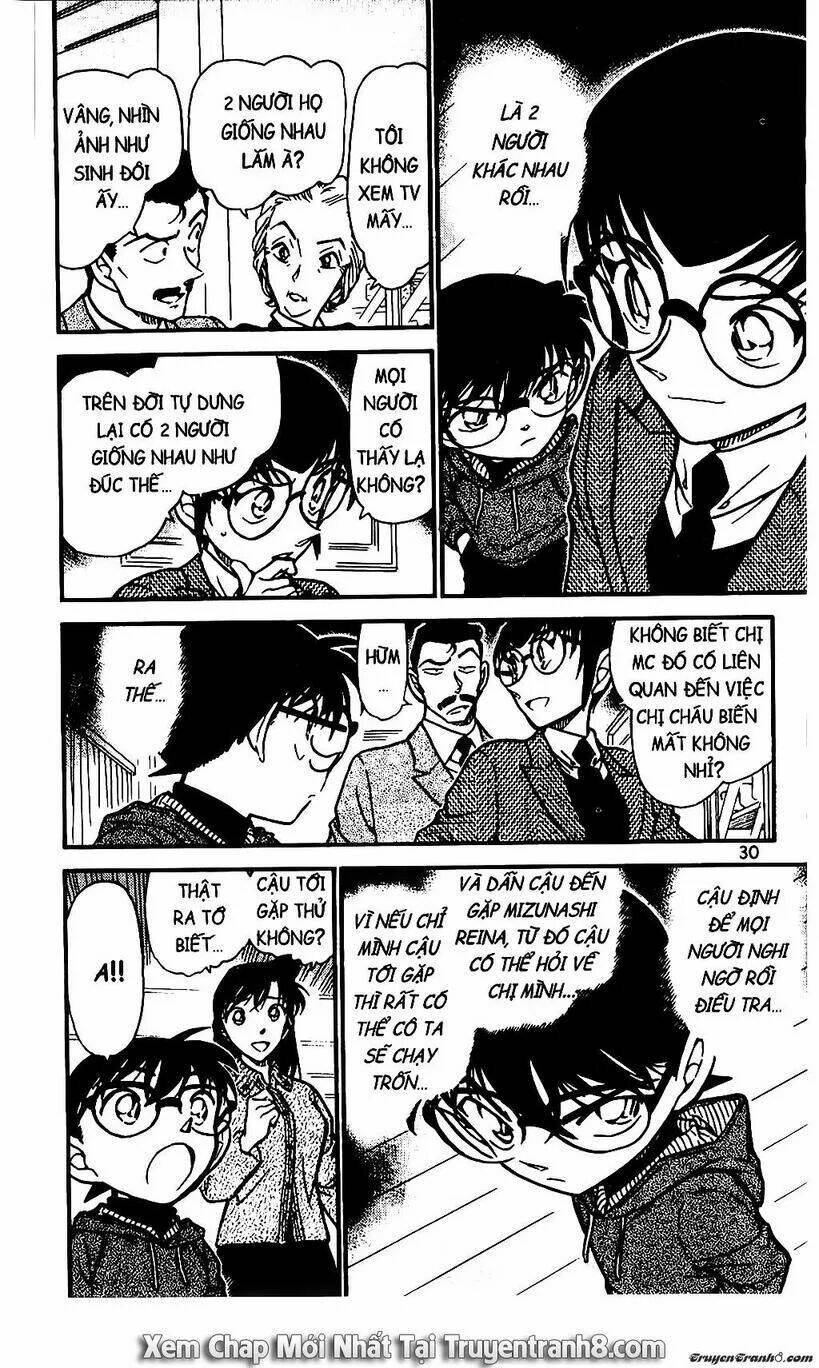 LÀ 2
NGƯỜI
KHÁC NHAU
RỒI...
TÔI
KHÔNG
XEM TV
MẤY...
2 NGƯỜI HỌ
GIỐNG NHAU
LẮM À?
VÂNG, NHÌN
ẢNH NHƯ
SINH ĐÔI
ẤY...
MỌI
NGƯỜI
CÓ
THẤY LẠ
KHÔNG?
TRÊN ĐỜI TỰ DƯNG
LẠI CÓ 2 NGƯỜI
GIỐNG NHAU NHƯ
ĐÚC THẾ...
KHÔNG BIẾT CHỊ
MC ĐÓ CÓ LIÊN
QUAN ĐẾN VIỆC
CHỊ CHÁU BIẾN
MẤT KHÔNG
NHỈ?
HỪM
...
RA
THẾ...
30
CẬU ĐỊNH
ĐỂ MỌI
NGƯỜI NGHI
NGỜ RỒI
ĐIỀU TRA...
VÀ DẪN CẬU ĐẾN
GẶP MIZUNASHI
REINA, TỪ ĐÓ CẬU
CÓ THỂ HỎI VỀ
CHỊ MÌNH...
VÌ NẾU CHỈ
MÌNH CẬU
TỚI GẶP
THÌ RẤT CÓ
THỂ CÔ TA
SẼ CHẠY
TRỐN...
CẬU TỚI
GẶP THỬ
KHÔNG?
THẬT
RA TỚ
BIẾT...
A!!
Xem Chap Mới Nhất Tại Truyentranh8.com
TruyenTranh8.com